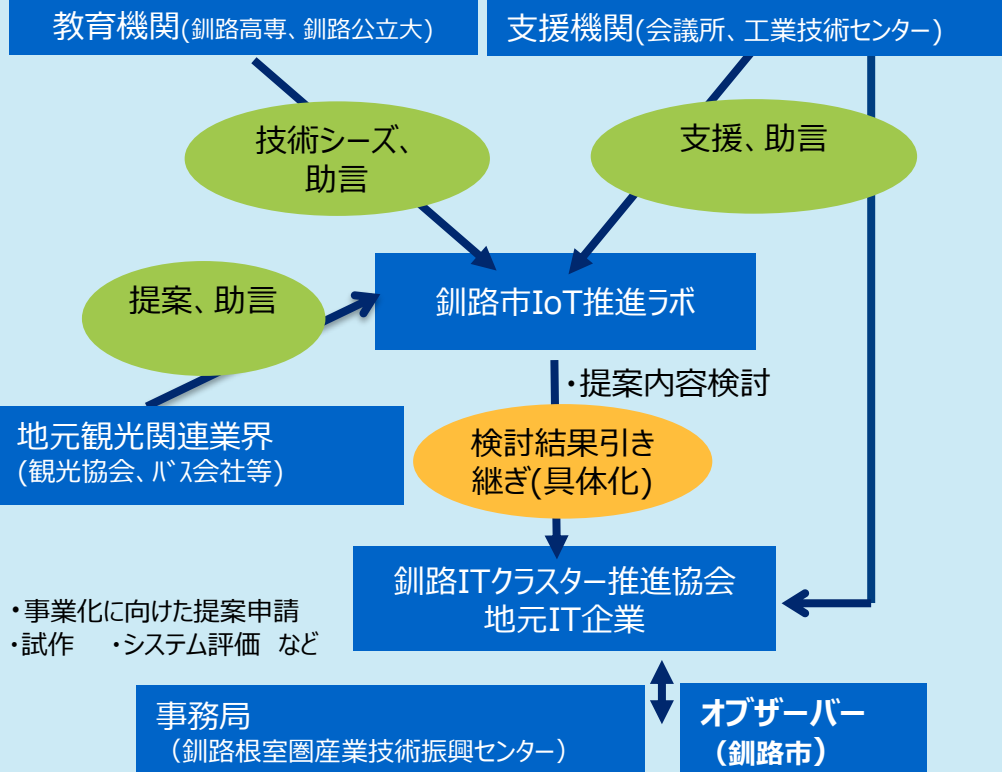 教育機関(釧路高専、釧路公立大)
支援機関(会議所、工業技術センター)
技術シーズ、
助言
支援、助言
提案、助言
釧路市IoT推進ラボ
・提案内容検討
地元観光関連業界
(観光協会、バス会社等)
検討結果引き
継ぎ(具体化)
釧路ITクラスター推進協会
地元IT企業
・事業化に向けた提案申請
・試作　・システム評価　など
事務局
（釧路根室圏産業技術振興センター）
オブザーバー
（釧路市）